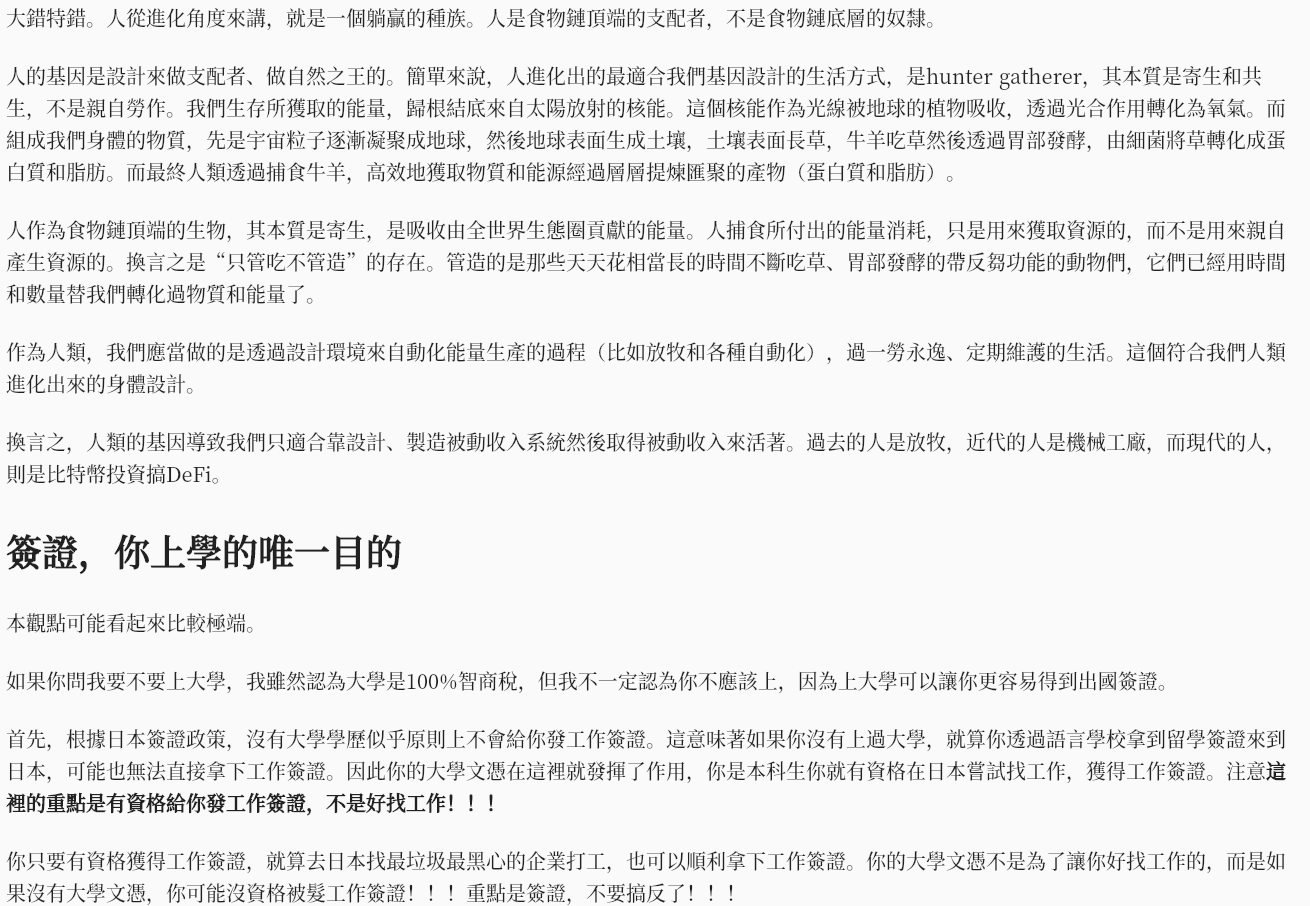 大錯特錯。人從進化角度來講，就是一個躺贏的種族。人是食物鏈頂端的支配者，不是食物鏈底層的奴隸。
人的基因是設計來做支配者、做自然之王的。簡單來說，人進化出的最適合我們基因設計的生活方式，是hunter gatherer，其本質是寄生和共
生，不是親自勞作。我們生存所獲取的能量，歸根結底來自太陽放射的核能。這個核能作為光線被地球的植物吸收，透過光合作用轉化為氧氣。而
組成我們身體的物質，先是宇宙粒子逐漸凝聚成地球，然後地球表面生成土壤，土壤表面長草，牛羊吃草然後透過胃部發酵，由細菌將草轉化成蛋
白質和脂肪。而最終人類透過捕食牛羊，高效地獲取物質和能源經過層層提煉匯聚的產物（蛋白質和脂肪）。
人作為食物鏈頂端的生物，其本質是寄生，是吸收由全世界生態圈貢獻的能量。人捕食所付出的能量消耗，只是用來獲取資源的，而不是用來親自
產生資源的。換言之是“只管吃不管造”的存在。管造的是那些天天花相當長的時間不斷吃草、胃部發酵的帶反芻功能的動物們，它們已經用時間
和數量替我們轉化過物質和能量了。
作為人類，我們應當做的是透過設計環境來自動化能量生產的過程（比如放牧和各種自動化），過一勞永逸、定期維護的生活。這個符合我們人類
進化出來的身體設計。
換言之，人類的基因導致我們只適合靠設計、製造被動收入系統然後取得被動收入來活著。過去的人是放牧，近代的人是機械工廠，而現代的人，
則是比特幣投資搞DeFi。
簽證，你上學的唯一目的
本觀點可能看起來比較極端。
如果你問我要不要上大學，我雖然認為大學是100%智商稅，但我不一定認為你不應該上，因為上大學可以讓你更容易得到出國簽證。
首先，根據日本簽證政策，沒有大學學歷似乎原則上不會給你發工作簽證。這意味著如果你沒有上過大學，就算你透過語言學校拿到留學簽證來到
日本，可能也無法直接拿下工作簽證。因此你的大學文憑在這裡就發揮了作用，你是本科生你就有資格在日本嘗試找工作，獲得工作簽證。注意這
裡的重點是有資格給你發工作簽證，不是好找工作！！！
你只要有資格獲得工作簽證，就算去日本找最垃圾最黑心的企業打工，也可以順利拿下工作簽證。你的大學文憑不是為了讓你好找工作的，而是如
果沒有大學文憑，你可能沒資格被髮工作簽證！！！重點是簽證，不要搞反了！！！